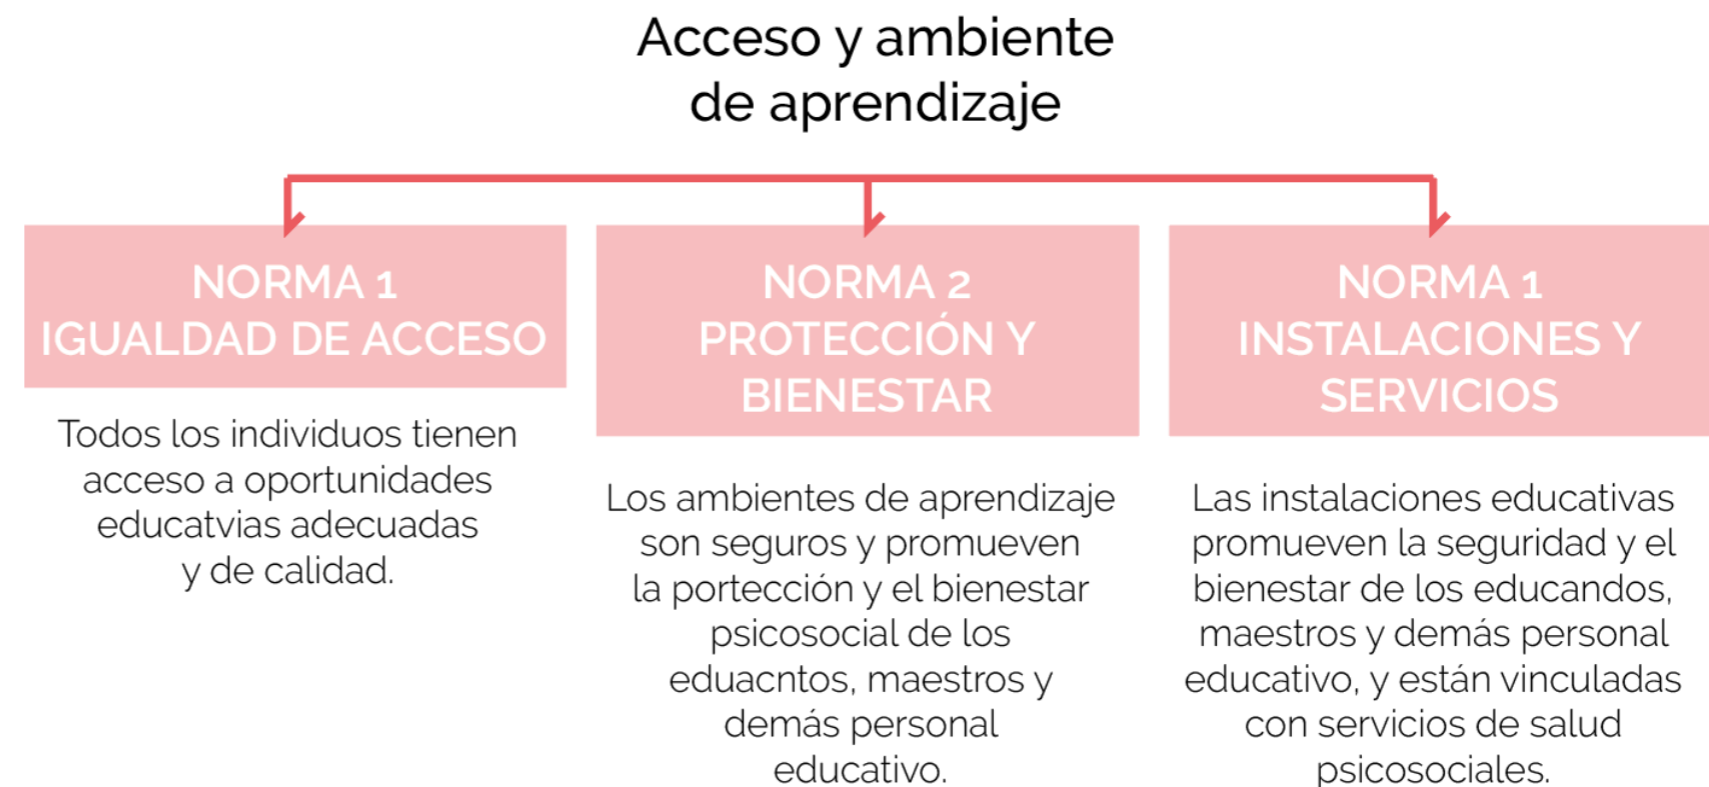 Acceso y ambiente
de aprendizaje
NORMA 1
IGUALDAD DE ACCESO
Todos los individuos tienen
acceso a oportunidades
educatvias adecuadas
y de calidad.
NORMA 2
PROTECCIÓN Y
BIENESTAR
Los ambientes de aprendizaje
son seguros y promueven
la portección y el bienestar
psicosocial de los
eduacntos, maestros y
demás personal
educativo.
NORMA 1
INSTALACIONES Y
SERVICIOS
Las instalaciones educativas
promueven la seguridad y el
bienestar de los educandos,
maestros y demás personal
educativo, y están vinculadas
con servicios de salud
psicosociales.